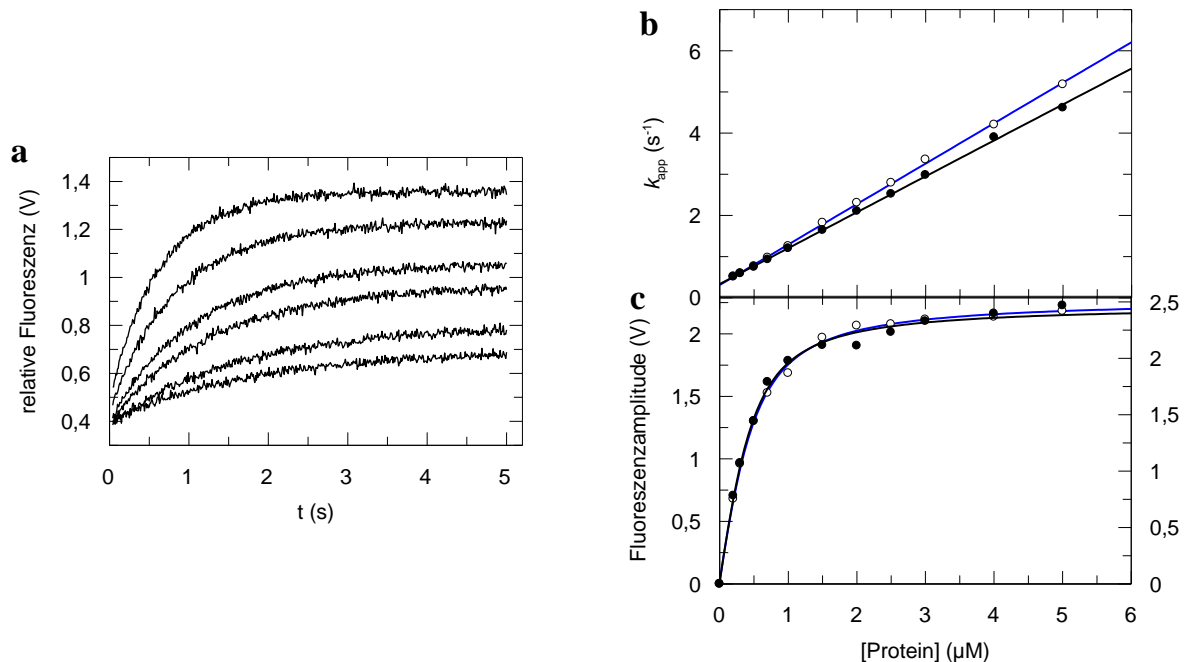 a
relative Fluoreszenz (V)
1,4
1,2
1
0,8
0,6
0,4
0 1 2 3 4 5
t (s)
b
k_app (s⁻¹)
6
4
2
0
c
Fluoreszenzamplitude (V)
2
1,5
1
0,5
0
2,5
2
1,5
1
0,5
0
0 1 2 3 4 5 6
[Protein] (µM)